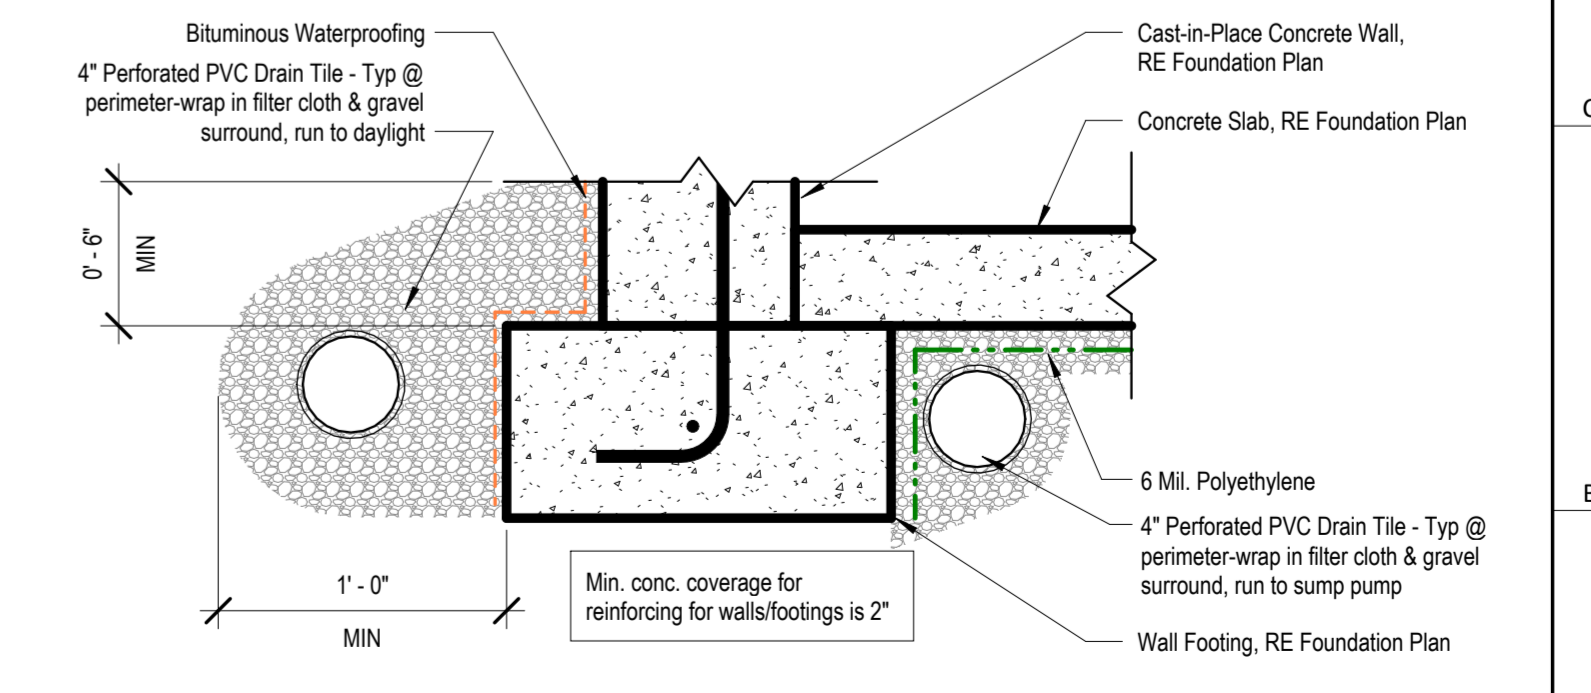 Bituminous Waterproofing
4" Perforated PVC Drain Tile - Typ @
perimeter-wrap in filter cloth & gravel
surround, run to daylight
0' - 6"
MIN
1' - 0"
MIN
Min. conc. coverage for
reinforcing for walls/footings is 2"
Cast-in-Place Concrete Wall,
RE Foundation Plan
Concrete Slab, RE Foundation Plan
6 Mil. Polyethylene
4" Perforated PVC Drain Tile - Typ @
perimeter-wrap in filter cloth & gravel
surround, run to sump pump
Wall Footing, RE Foundation Plan